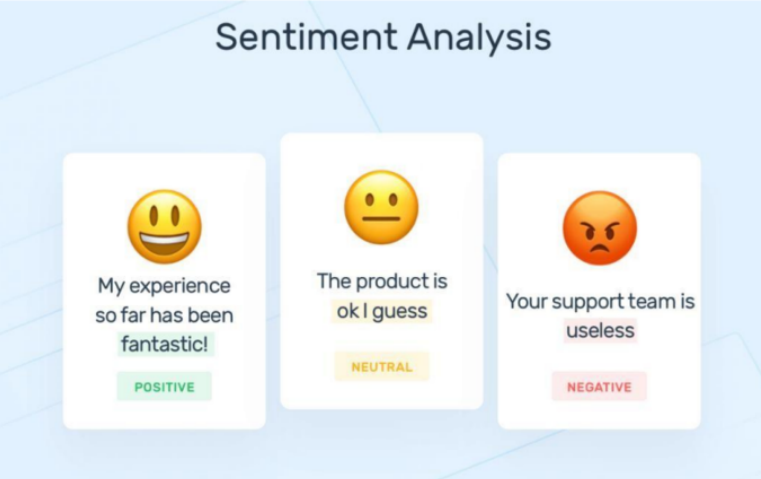 Sentiment Analysis
My experience
so far has been
fantastic!
POSITIVE
The product is
ok I guess
NEUTRAL
Your support team is
useless
NEGATIVE